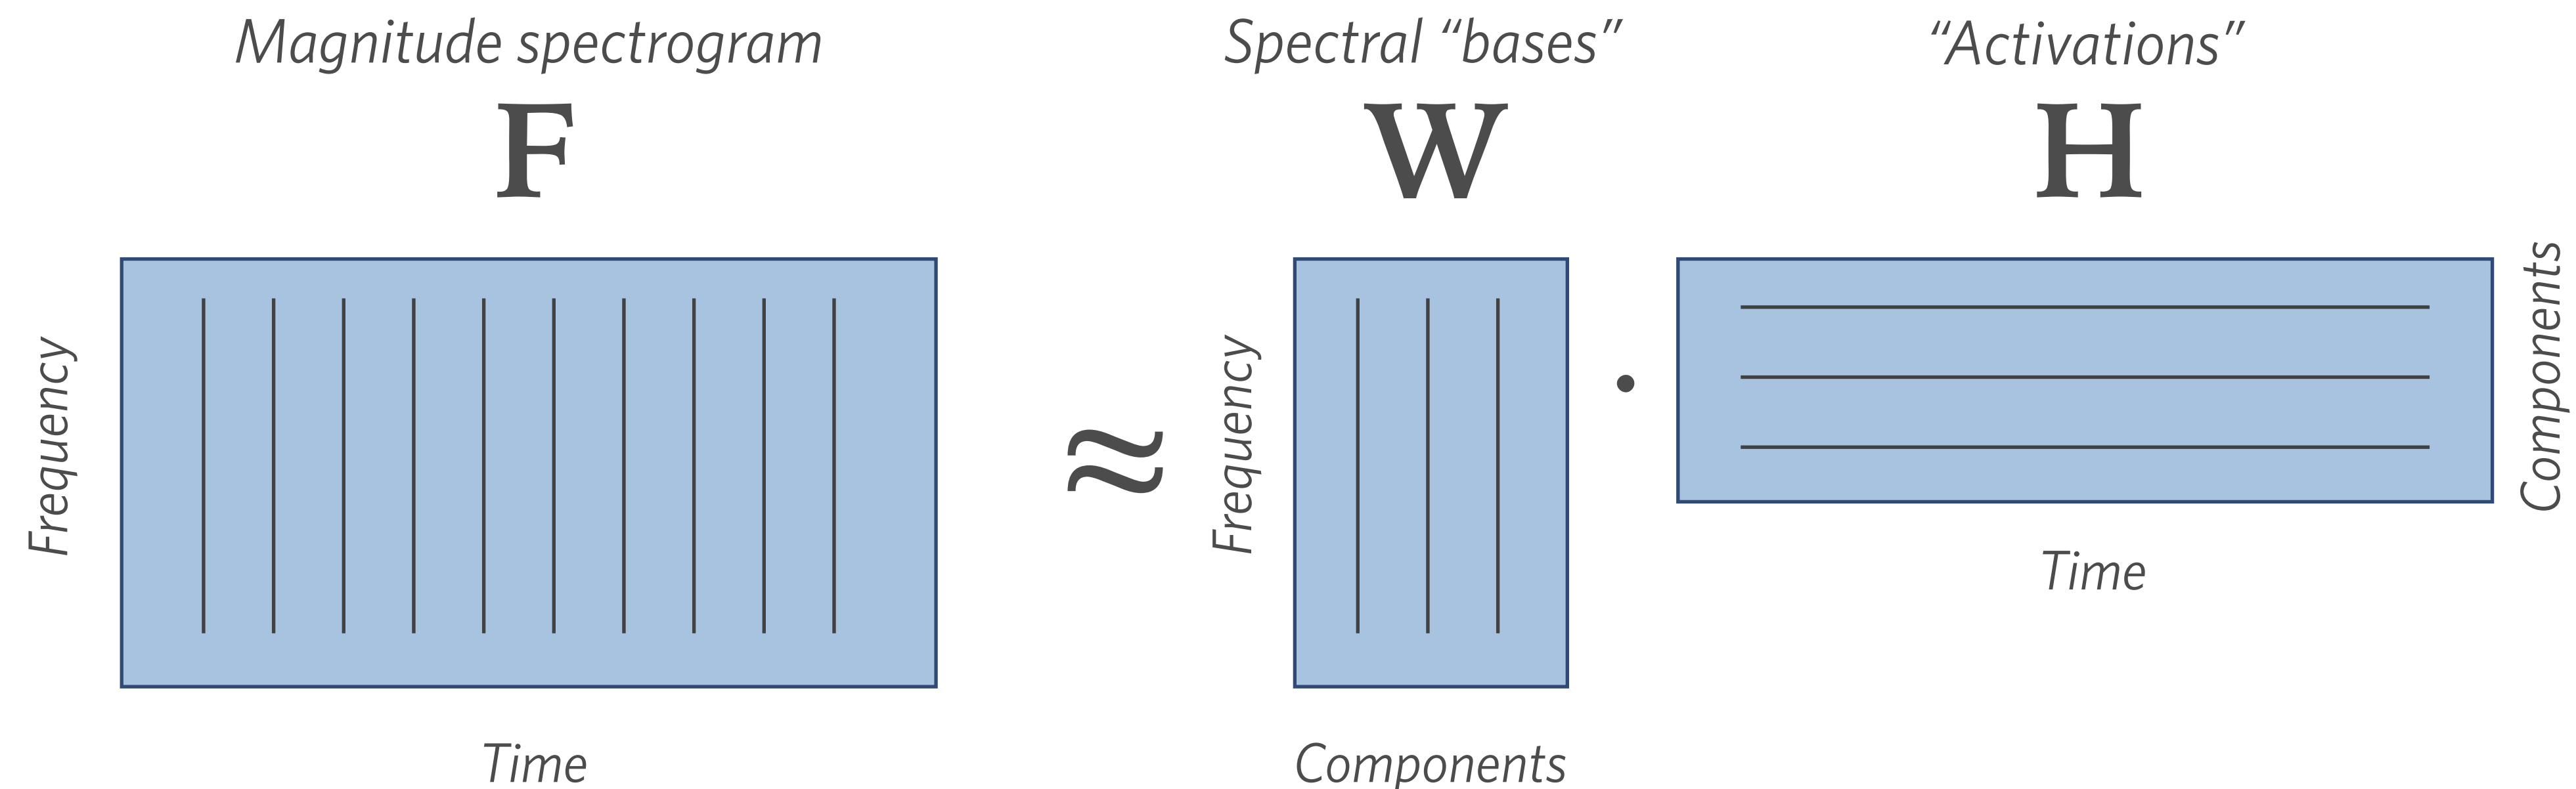 Magnitude spectrogram
F
Frequency
Time
≈
Spectral “bases”
W
Frequency
Components
·
“Activations”
H
Components
Time